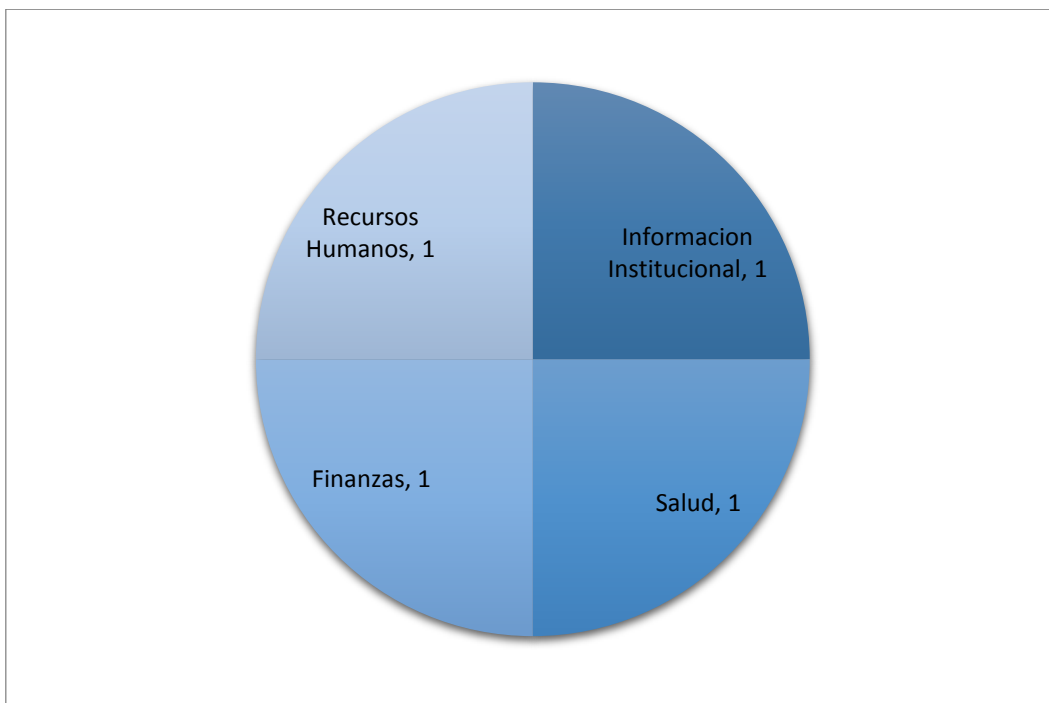 Recursos
Humanos, 1
Informacion
Institucional, 1
Finanzas, 1
Salud, 1